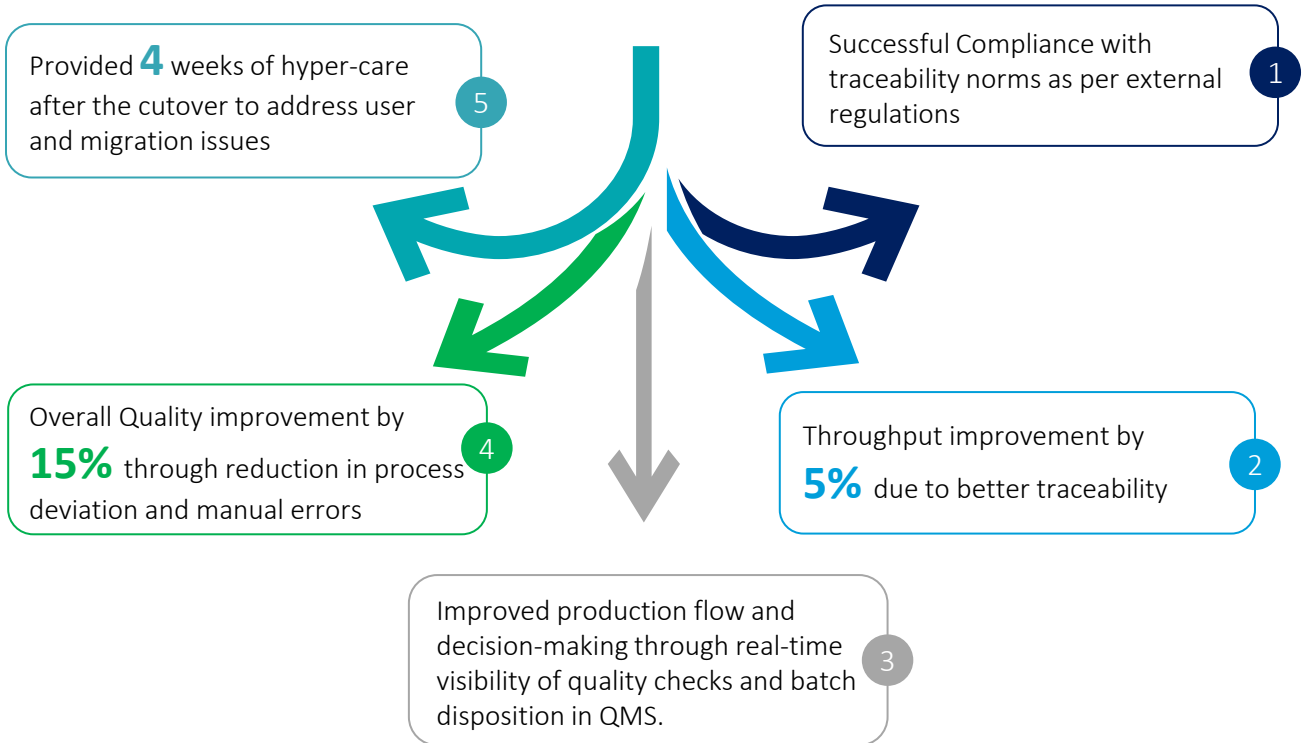 Provided 4 weeks of hyper-care
after the cutover to address user
and migration issues
5
Successful Compliance with
traceability norms as per external
regulations
1
Overall Quality improvement by
15% through reduction in process
deviation and manual errors
4
Throughput improvement by
5% due to better traceability
2
Improved production flow and
decision-making through real-time
visibility of quality checks and batch
disposition in QMS.
3